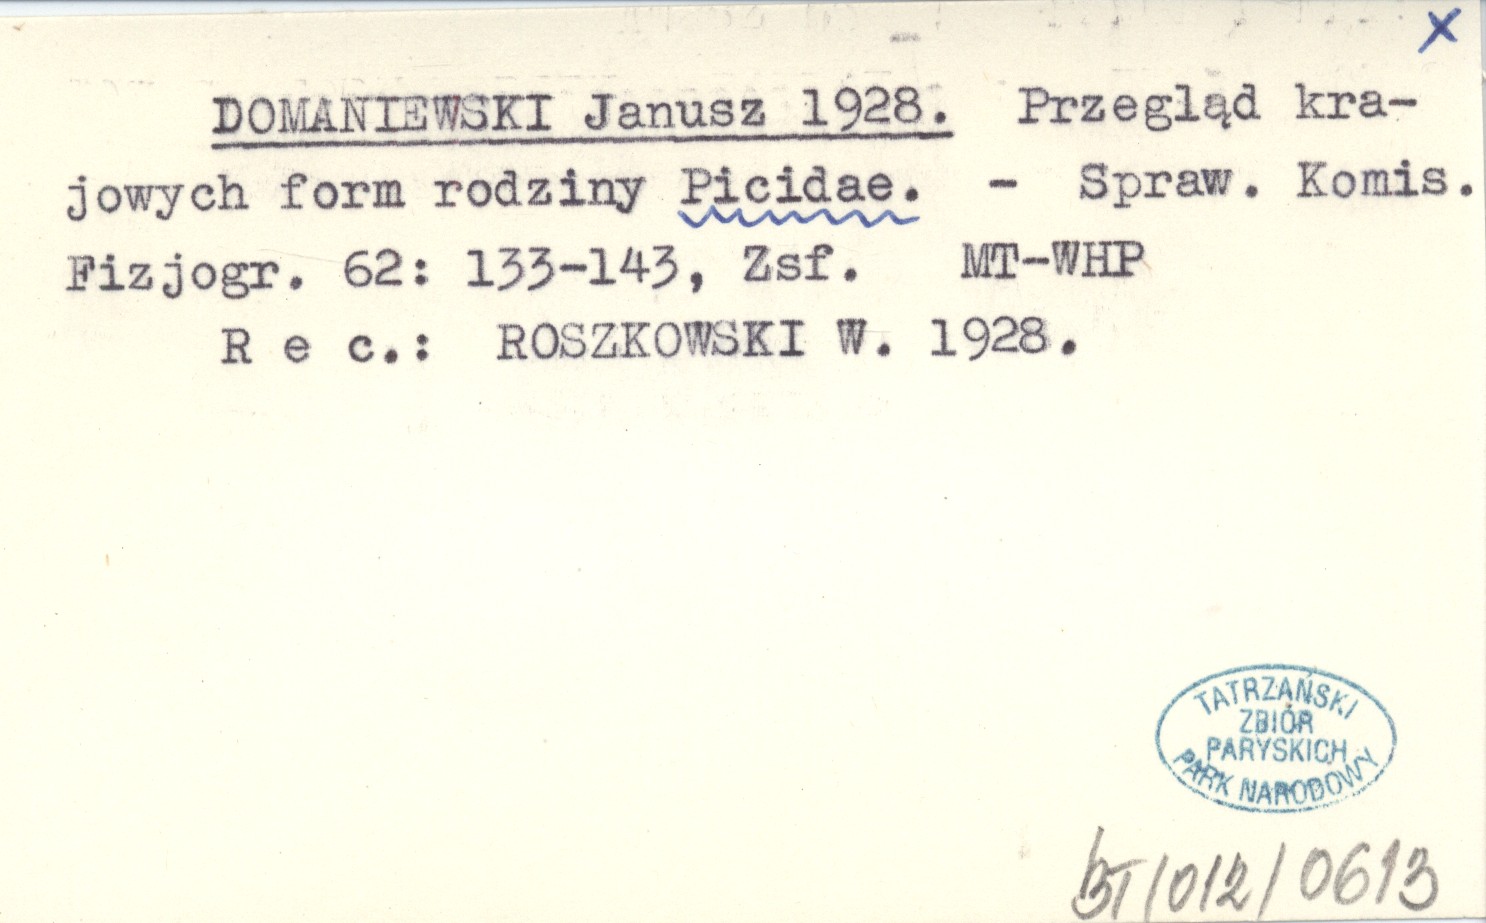 x
DOMANIEWSKI Janusz 1928. Przegląd kra-
jowych form rodziny Picidae. - Spraw. Komis.
Fizjogr. 62: 133-143, Zsf. MT-WHP
R e c.: ROSZKOWSKI W. 1928.
TATRZAŃSKI
ZBIÓR
PARYSKICH
PARK NARODOWY
BT/012/0613